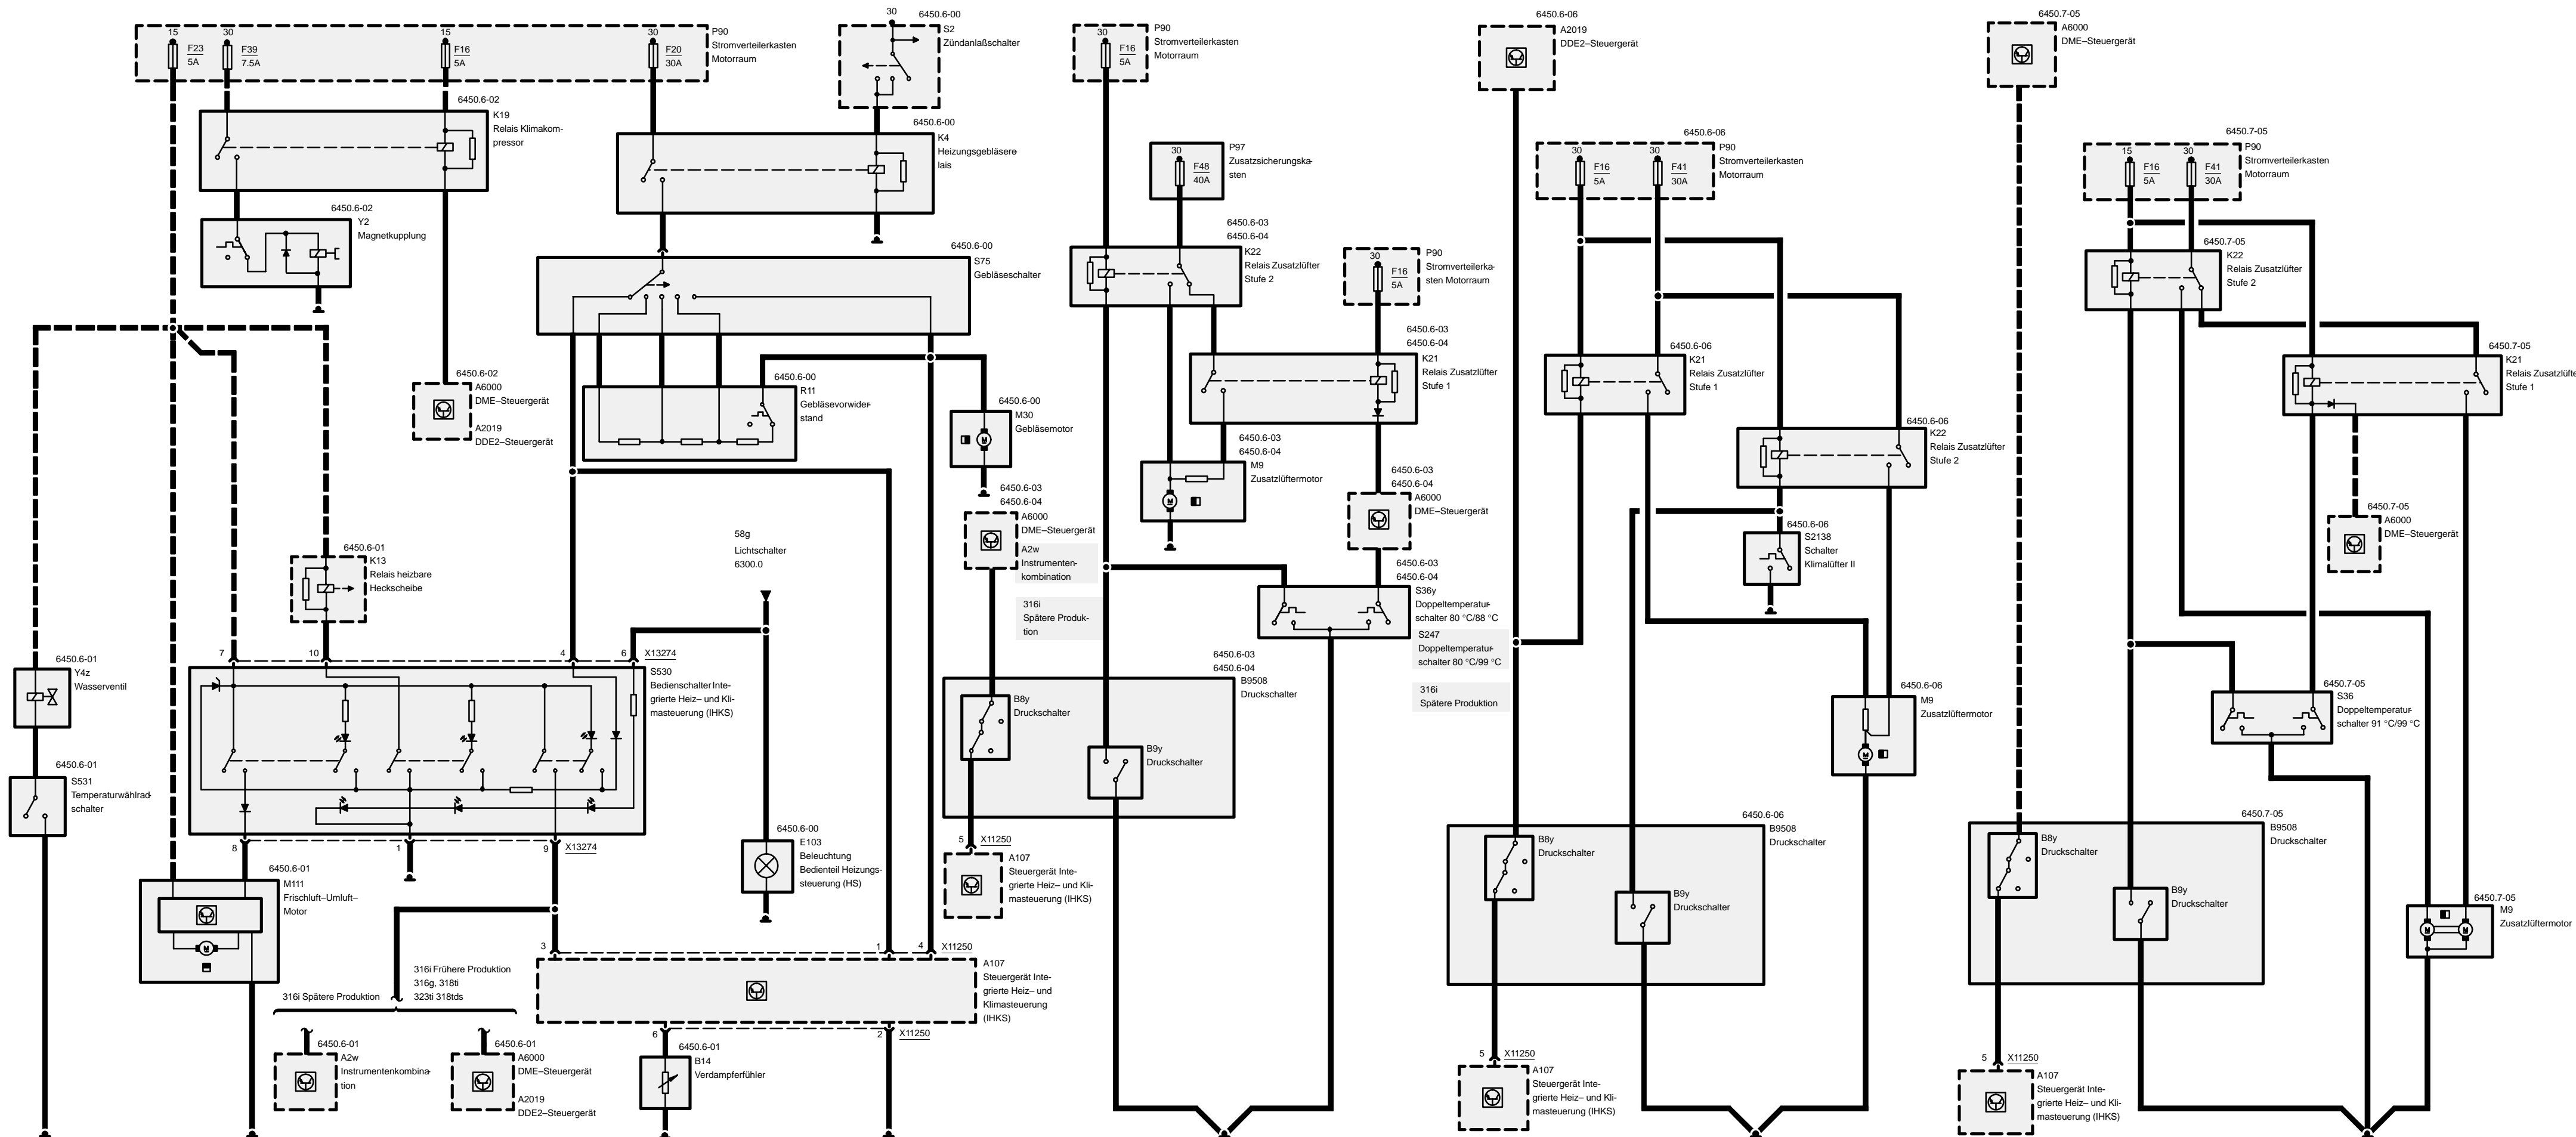 15
F23
5A
30
F39
7.5A
15
F16
5A
30
F20
30A
P90
Stromverteilerkasten
Motorraum
30
6450.6-00
S2
Zündanlaßschalter
6450.6-02
K19
Relais Klimakom-
pressor
6450.6-00
K4
Heizungsgebläsere-
lais
6450.6-02
Y2
Magnetkupplung
6450.6-00
S75
Gebläseschalter
6450.6-02
A6000
DME–Steuergerät
A2019
DDE2–Steuergerät
6450.6-00
R11
Gebläsevorwider-
stand
6450.6-00
M30
Gebläsemotor
58g
Lichtschalter
6300.0
6450.6-01
K13
Relais heizbare
Heckscheibe
6450.6-01
Y4z
Wasserventil
6450.6-01
S531
Temperaturwählrad-
schalter
7
10
4
6
X13274
S530
Bedienschalter Inte-
grierte Heiz– und Kli-
masteuerung (IHKS)
8
1
9
X13274
6450.6-01
M111
Frischluft–Umluft–
Motor
6450.6-00
E103
Beleuchtung
Bedienteil Heizungs-
steuerung (HS)
316i Spätere Produktion
316i Frühere Produktion
316g, 318ti
323ti 318tds
6450.6-01
A2w
Instrumentenkombina-
tion
6450.6-01
A6000
DME–Steuergerät
A2019
DDE2–Steuergerät
3
1
4
X11250
A107
Steuergerät Inte-
grierte Heiz– und
Klimasteuerung
(IHKS)
6
2
X11250
6450.6-01
B14
Verdampferfühler
30
F16
5A
P90
Stromverteilerkasten
Motorraum
30
F48
40A
P97
Zusatzsicherungska-
sten
6450.6-03
6450.6-04
K22
Relais Zusatzlüfter
Stufe 2
30
F16
5A
P90
Stromverteilerka-
sten Motorraum
6450.6-03
6450.6-04
K21
Relais Zusatzlüfter
Stufe 1
6450.6-03
6450.6-04
M9
Zusatzlüftermotor
6450.6-03
6450.6-04
A6000
DME–Steuergerät
6450.6-03
6450.6-04
A6000
DME–Steuergerät
A2w
Instrumenten-
kombination
316i
Spätere Produk-
tion
6450.6-03
6450.6-04
S36y
Doppeltemperatur-
schalter 80 °C/88 °C
S247
Doppeltemperatur-
schalter 80 °C/99 °C
316i
Spätere Produktion
6450.6-03
6450.6-04
B9508
Druckschalter
B8y
Druckschalter
B9y
Druckschalter
5
X11250
A107
Steuergerät Inte-
grierte Heiz– und Kli-
masteuerung (IHKS)
6450.6-06
A2019
DDE2–Steuergerät
30
F16
5A
30
F41
30A
6450.6-06
P90
Stromverteilerkasten
Motorraum
6450.6-06
K21
Relais Zusatzlüfter
Stufe 1
6450.6-06
K22
Relais Zusatzlüfter
Stufe 2
6450.6-06
S2138
Schalter
Klimalüfter II
6450.6-06
M9
Zusatzlüftermotor
6450.6-06
B9508
Druckschalter
B8y
Druckschalter
B9y
Druckschalter
5
X11250
A107
Steuergerät Inte-
grierte Heiz– und Kli-
masteuerung (IHKS)
6450.7-05
A6000
DME–Steuergerät
15
F16
5A
30
F41
30A
6450.7-05
P90
Stromverteilerkasten
Motorraum
6450.7-05
K22
Relais Zusatzlüfter
Stufe 2
6450.7-05
K21
Relais Zusatzlüfte
Stufe 1
6450.7-05
A6000
DME–Steuergerät
6450.7-05
S36
Doppeltemperatur-
schalter 91 °C/99 °C
6450.7-05
B9508
Druckschalter
B8y
Druckschalter
B9y
Druckschalter
6450.7-05
M9
Zusatzlüftermotor
5
X11250
A107
Steuergerät Inte-
grierte Heiz– und Kli-
masteuerung (IHKS)